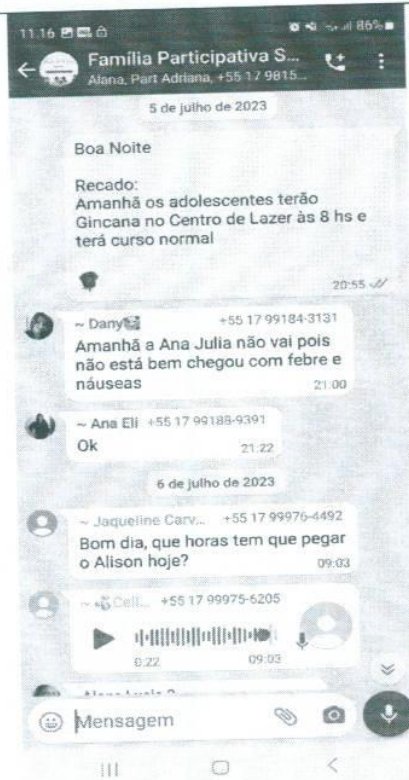 11.16 86%
Família Participativa S...
Alana, Part Adriana, +55 17 9815...
5 de julho de 2023
Boa Noite
Recado:
Amanhã os adolescentes terão
Gincana no Centro de Lazer às 8 hs e
terá curso normal
20:55
~ Dany +55 17 99184-3131
Amanhã a Ana Julia não vai pois
não está bem chegou com febre e
náuseas
21:00
~ Ana Eli +55 17 99188-9391
Ok
21:22
6 de julho de 2023
~ Jaqueline Carv... +55 17 99976-4492
Bom dia, que horas tem que pegar
o Alison hoje?
09:03
+55 17 99975-6205
0:22 09:03
Mensagem